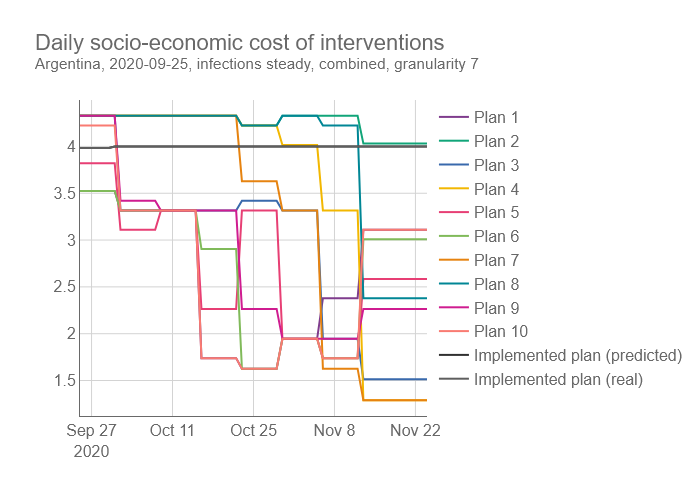 Daily socio-economic cost of interventions
Argentina, 2020-09-25, infections steady, combined, granularity 7
4
3.5
3
2.5
2
1.5
Sep 27 Oct 11 Oct 25 Nov 8 Nov 22
2020
Plan 1
Plan 2
Plan 3
Plan 4
Plan 5
Plan 6
Plan 7
Plan 8
Plan 9
Plan 10
Implemented plan (predicted)
Implemented plan (real)